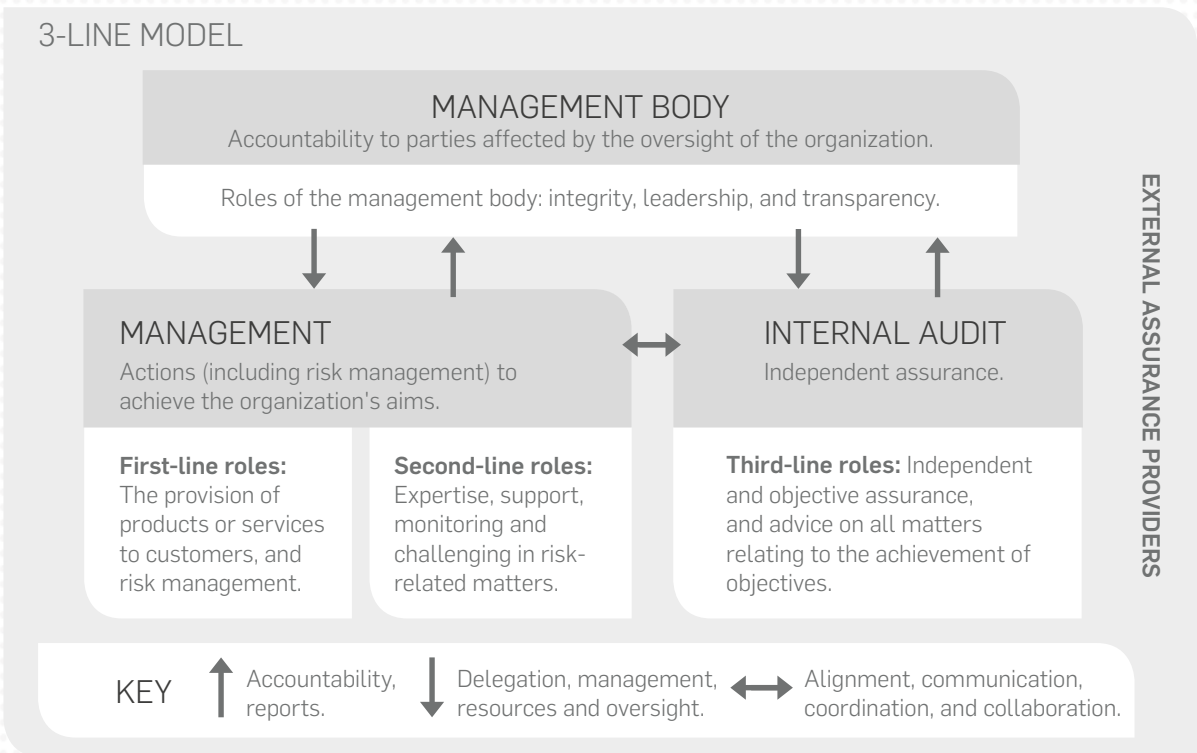 3-LINE MODEL
MANAGEMENT BODY
Accountability to parties affected by the oversight of the organization.
Roles of the management body: integrity, leadership, and transparency.
MANAGEMENT
Actions (including risk management) to
achieve the organization's aims.
First-line roles:
The provision of
products or services
to customers, and
risk management.
Second-line roles:
Expertise, support,
monitoring and
challenging in risk-
related matters.
INTERNAL AUDIT
Independent assurance.
Third-line roles: Independent
and objective assurance,
and advice on all matters
relating to the achievement of
objectives.
EXTERNAL ASSURANCE PROVIDERS
KEY
Accountability,
reports.
Delegation, management,
resources and oversight.
Alignment, communication,
coordination, and collaboration.